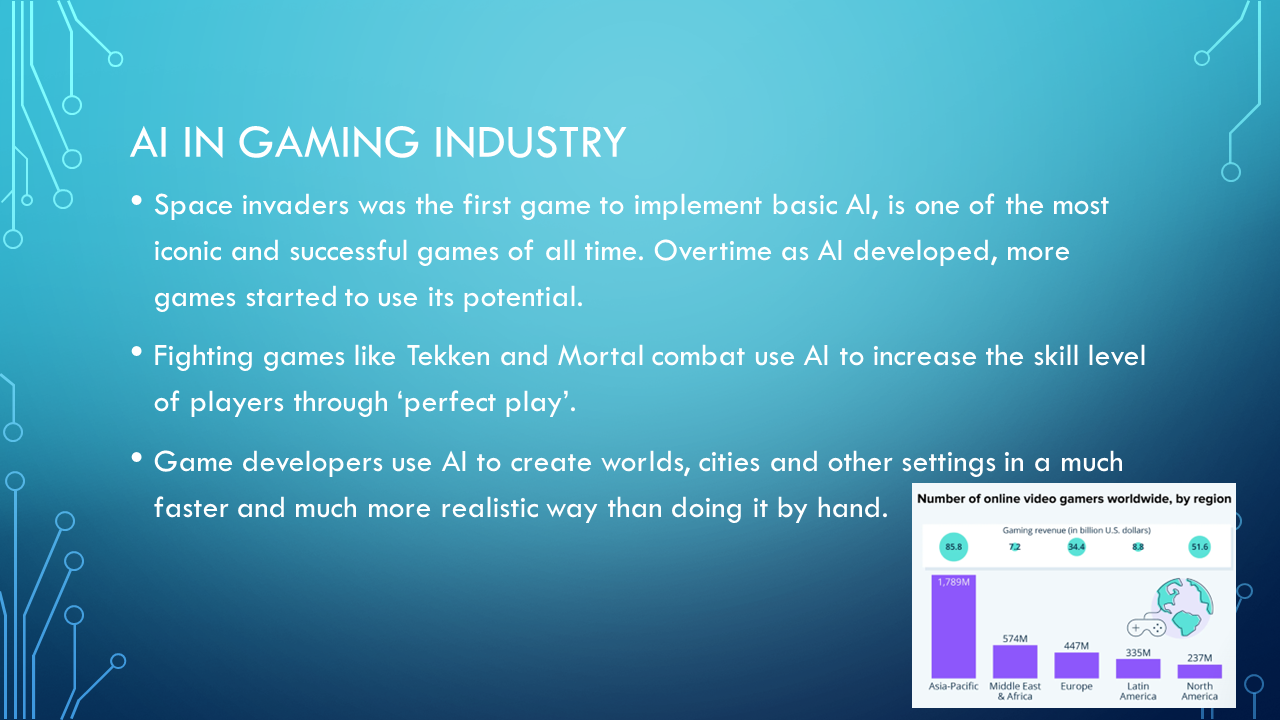 AI IN GAMING INDUSTRY
• Space invaders was the first game to implement basic AI, is one of the most
iconic and successful games of all time. Overtime as AI developed, more
games started to use its potential.
• Fighting games like Tekken and Mortal combat use AI to increase the skill level
of players through ‘perfect play’.
• Game developers use AI to create worlds, cities and other settings in a much
faster and much more realistic way than doing it by hand.
Number of online video gamers worldwide, by region
Gaming revenue (in billion U.S. dollars)
85.8 7.2 34.4 8.8 51.6
1,789M
574M
447M
335M
237M
Asia-Pacific
Middle East
& Africa
Europe
Latin
America
North
America